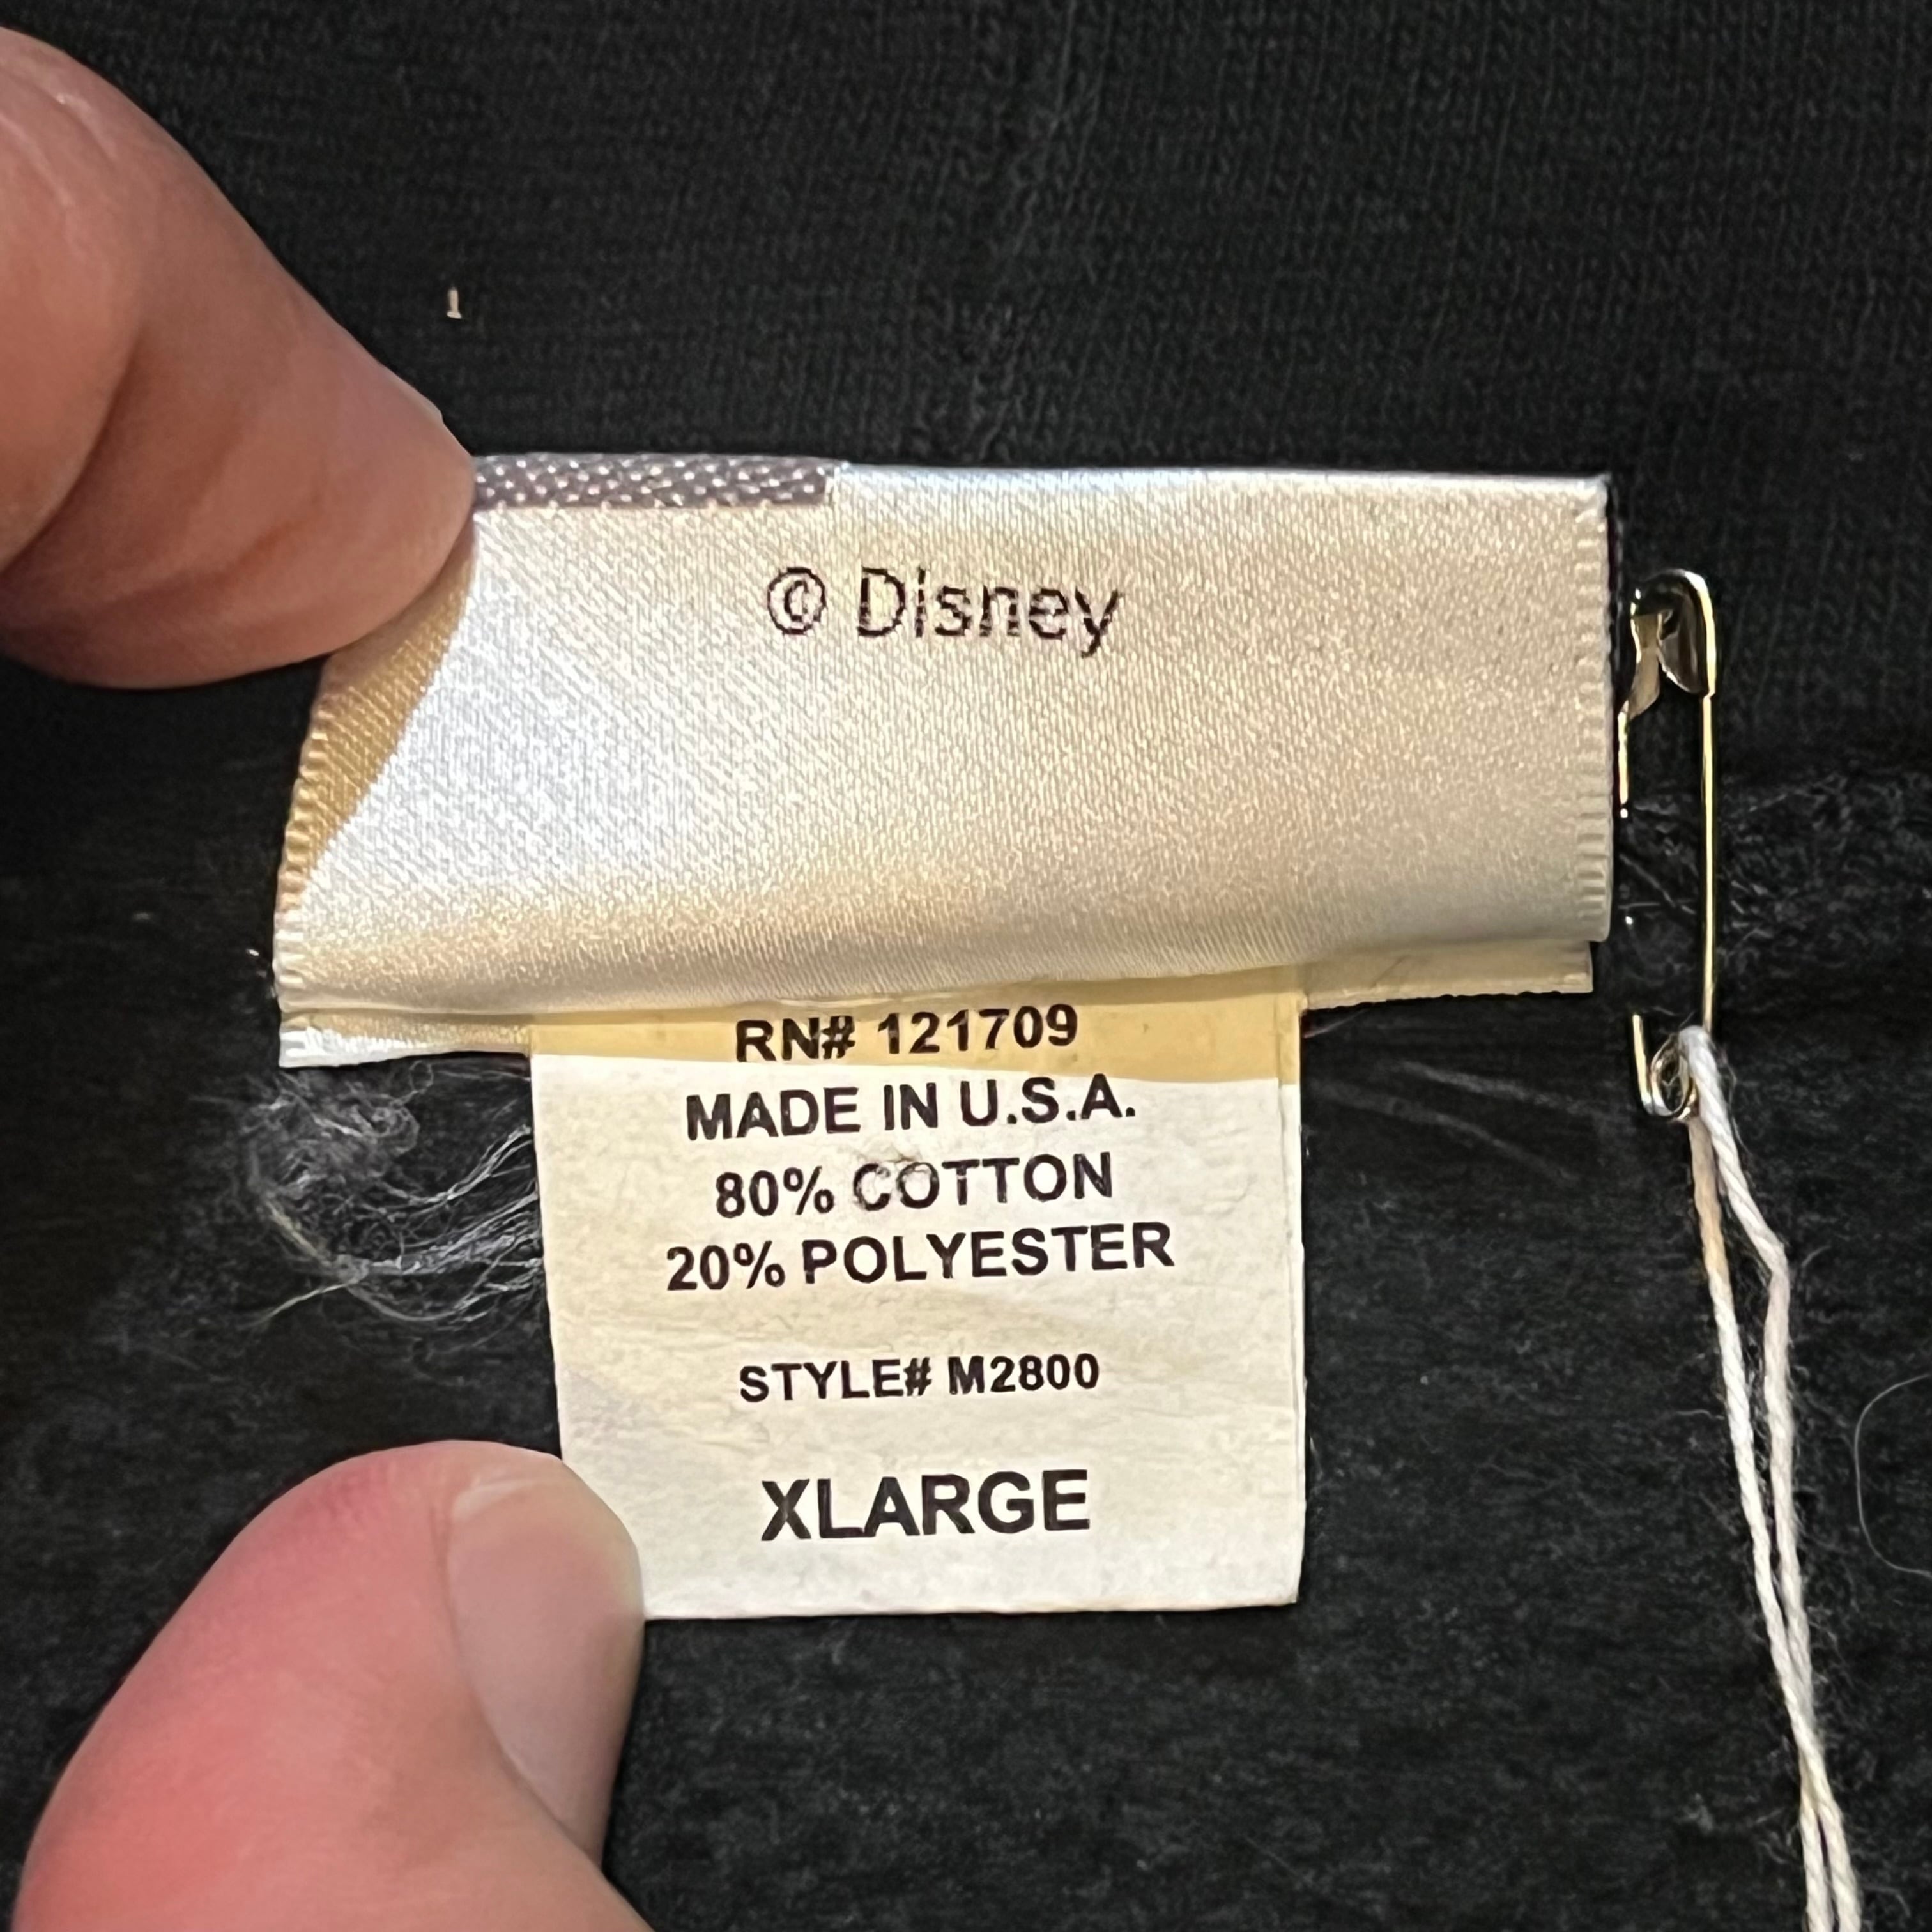 © Disney
RN# 121709
MADE IN U.S.A.
80% COTTON
20% POLYESTER
STYLE# M2800
XLARGE